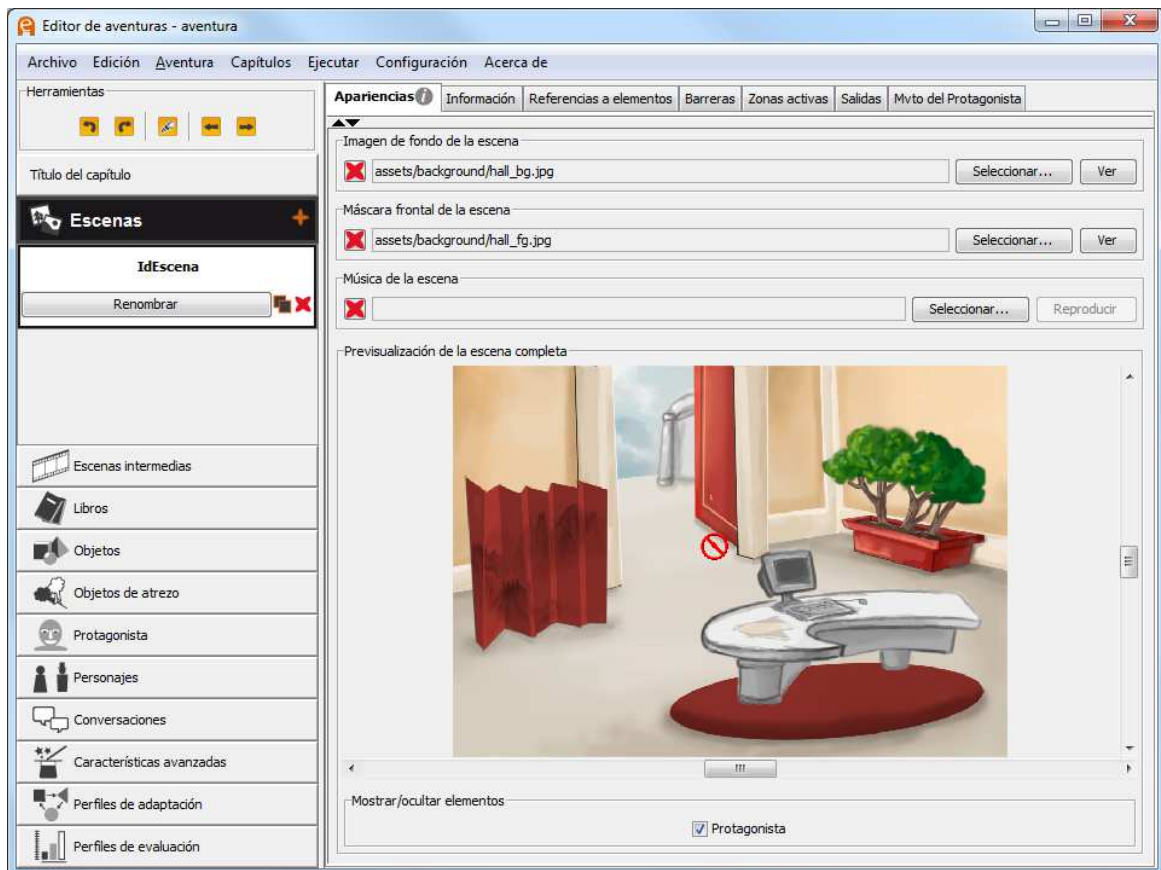 Editor de aventuras - aventura
Archivo Edición Aventura Capítulos Ejecutar Configuración Acerca de
Herramientas
Título del capítulo
Escenas
IdEscena
Renombrar
Escenas intermedias
Libros
Objetos
Objetos de atrezo
Protagonista
Personajes
Conversaciones
Características avanzadas
Perfiles de adaptación
Perfiles de evaluación
Apariencias Información Referencias a elementos Barreras Zonas activas Salidas Mvto del Protagonista
Imagen de fondo de la escena
assets/background/hall_bg.jpg Seleccionar... Ver
Máscara frontal de la escena
assets/background/hall_fg.jpg Seleccionar... Ver
Música de la escena
Seleccionar... Reproducir
Previsualización de la escena completa
Mostrar/ocultar elementos
Protagonista